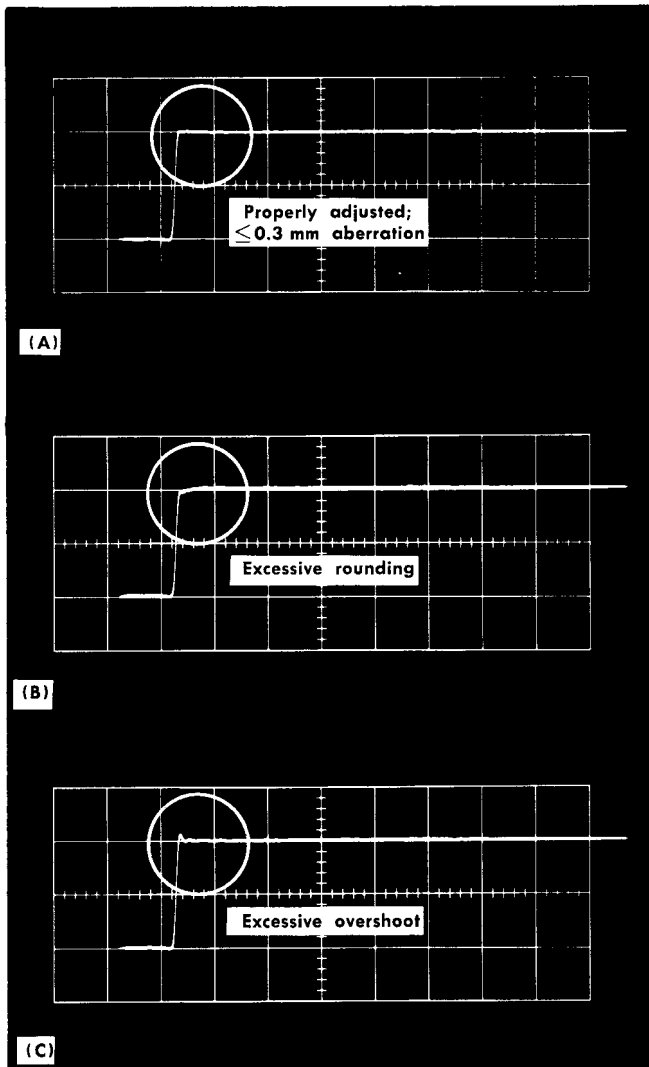 Properly adjusted;
≤0.3 mm aberration
(A)
Excessive rounding
(B)
Excessive overshoot
(C)